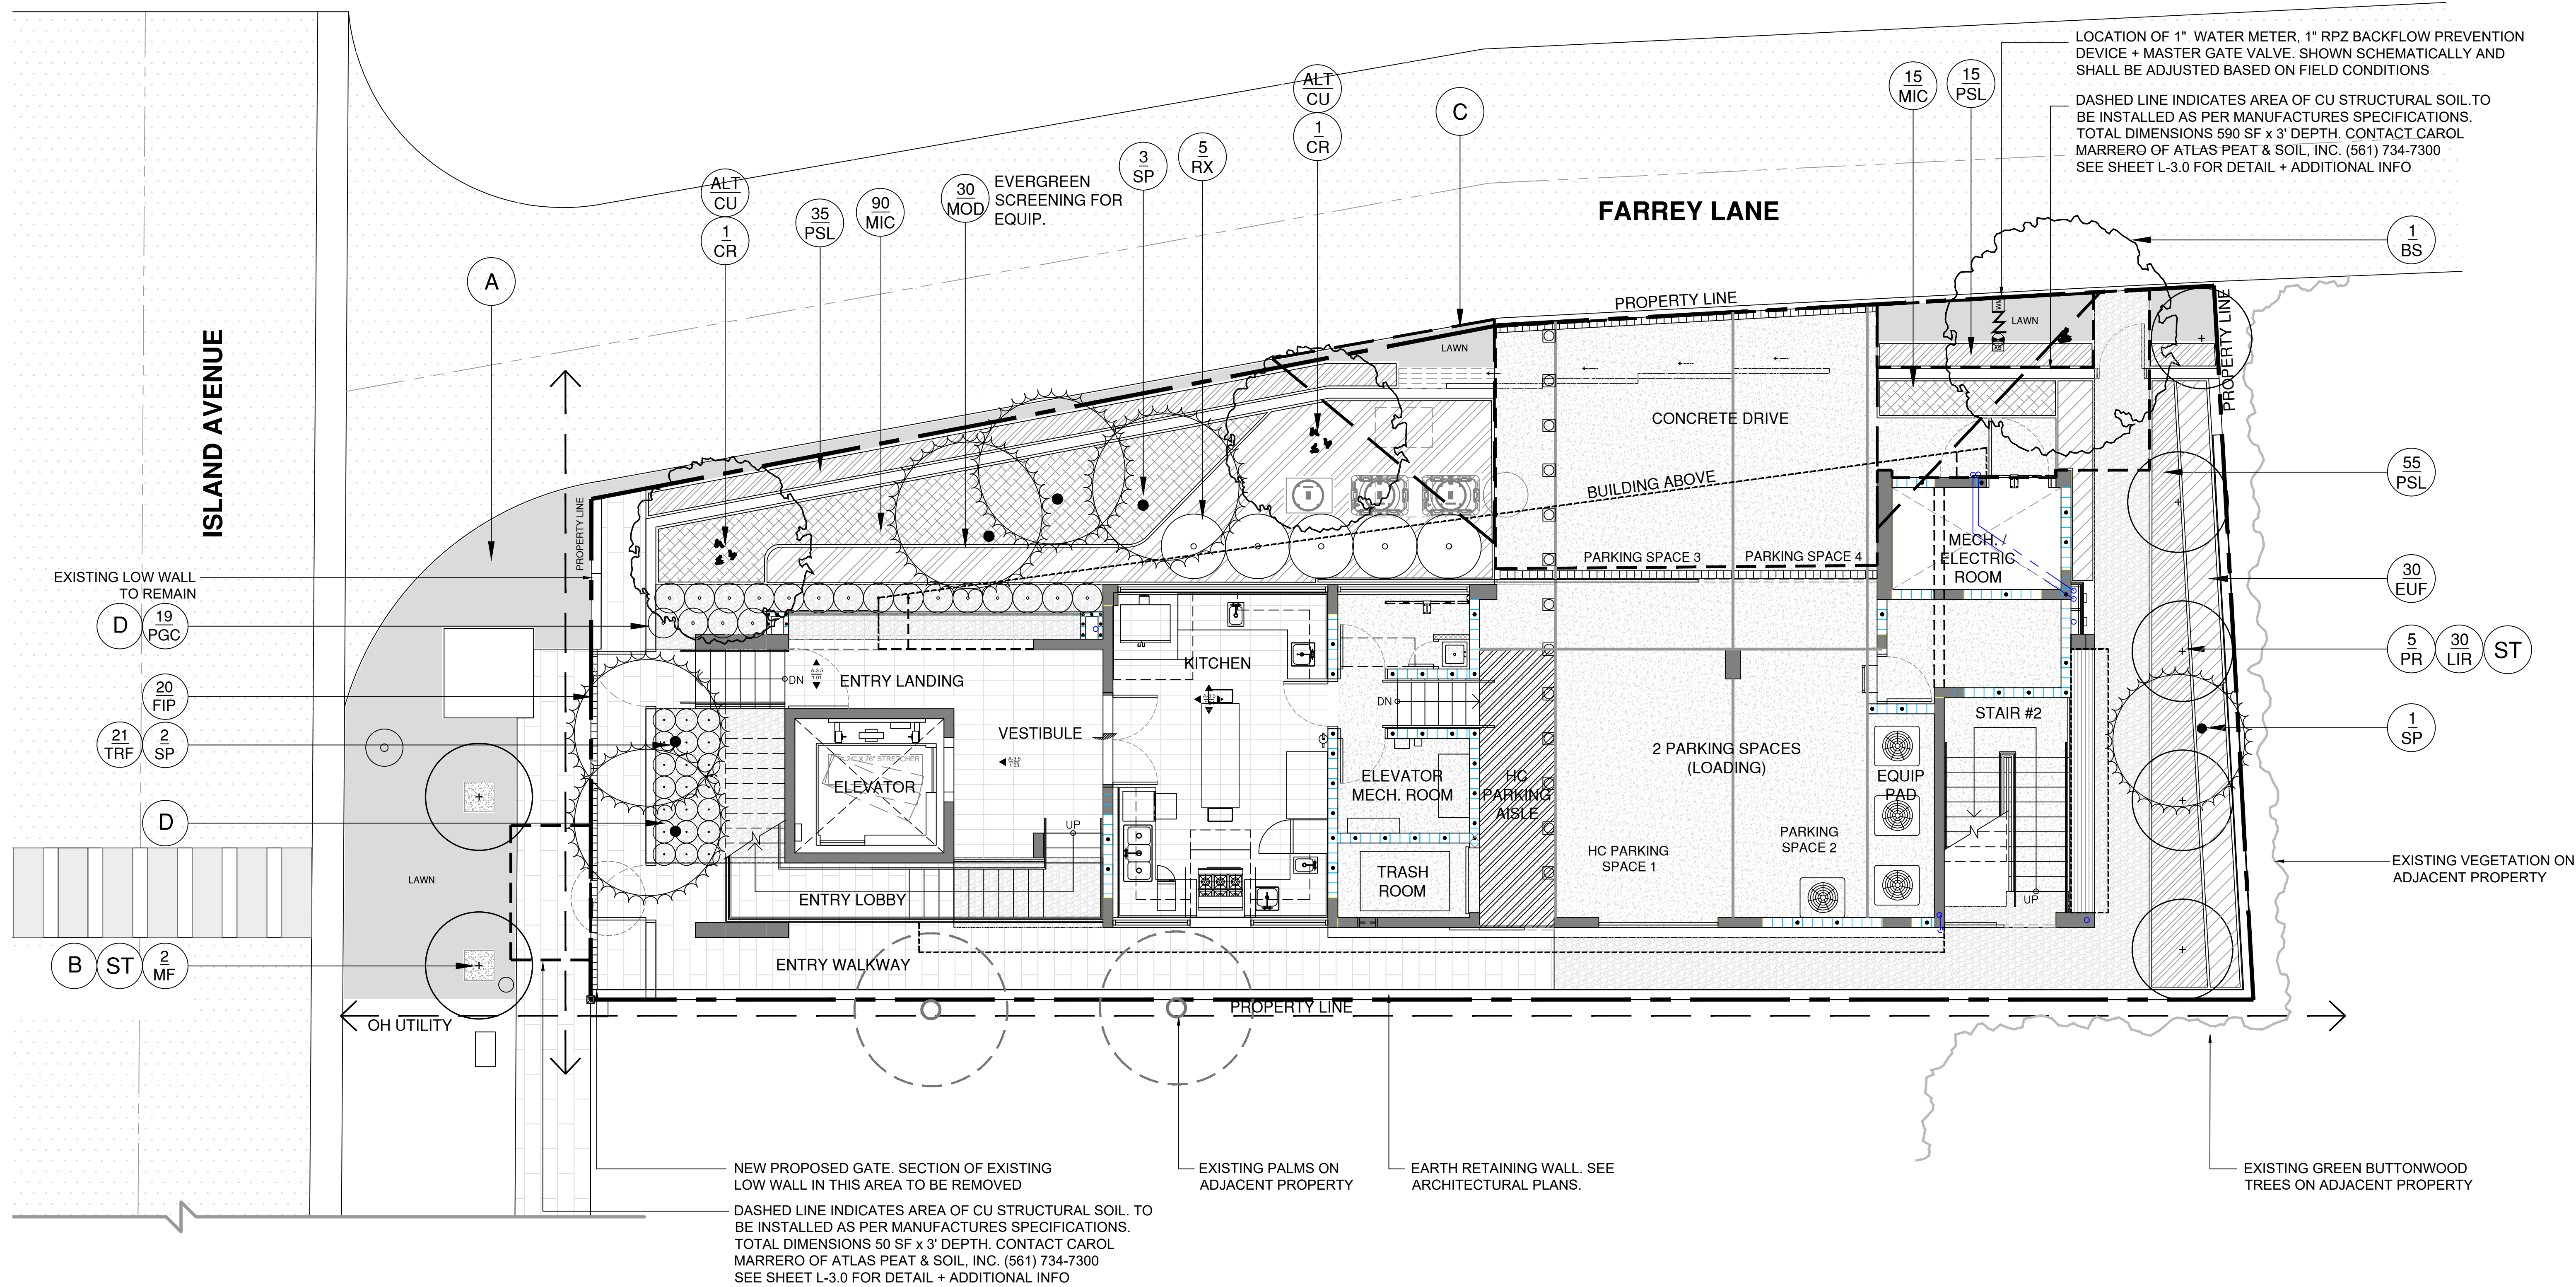 LOCATION OF 1" WATER METER, 1" RPZ BACKFLOW PREVENTION
DEVICE + MASTER GATE VALVE. SHOWN SCHEMATICALLY AND
SHALL BE ADJUSTED BASED ON FIELD CONDITIONS
DASHED LINE INDICATES AREA OF CU STRUCTURAL SOIL.TO
BE INSTALLED AS PER MANUFACTURES SPECIFICATIONS.
TOTAL DIMENSIONS 590 SF x 3' DEPTH. CONTACT CAROL
MARRERO OF ATLAS PEAT & SOIL, INC. (561) 734-7300
SEE SHEET L-3.0 FOR DETAIL + ADDITIONAL INFO
ALT
CU
1
CR
35
PSL
90
MIC
30
MOD
EVERGREEN
SCREENING FOR
EQUIP.
3
SP
5
RX
ALT
CU
1
CR
C
15
MIC
15
PSL
FARREY LANE
1
BS
A
ISLAND AVENUE
PROPERTY LINE
PROPERTY LINE
PROPERTY LINE
WM
LAWN
LAWN
CONCRETE DRIVE
BUILDING ABOVE
55
PSL
PARKING SPACE 3
PARKING SPACE 4
MECH. /
ELECTRIC
ROOM
EXISTING LOW WALL
TO REMAIN
30
EUF
D
19
PGC
KITCHEN
5
PR
30
LIR
ST
DN
A-3.5
1.01
ENTRY LANDING
20
FIP
DN
STAIR #2
21
TRF
2
SP
VESTIBULE
A-3.5
1.03
1
SP
24" X 76" STRETCHER
ELEVATOR
2 PARKING SPACES
(LOADING)
ELEVATOR
MECH. ROOM
HC
PARKING
AISLE
EQUIP
PAD
D
UP
PARKING
SPACE 2
HC PARKING
SPACE 1
EXISTING VEGETATION ON
ADJACENT PROPERTY
LAWN
TRASH
ROOM
ENTRY LOBBY
UP
B
ST
2
MF
ENTRY WALKWAY
PROPERTY LINE
OH UTILITY
NEW PROPOSED GATE. SECTION OF EXISTING
LOW WALL IN THIS AREA TO BE REMOVED
EXISTING PALMS ON
ADJACENT PROPERTY
EARTH RETAINING WALL. SEE
ARCHITECTURAL PLANS.
EXISTING GREEN BUTTONWOOD
TREES ON ADJACENT PROPERTY
DASHED LINE INDICATES AREA OF CU STRUCTURAL SOIL. TO
BE INSTALLED AS PER MANUFACTURES SPECIFICATIONS.
TOTAL DIMENSIONS 50 SF x 3' DEPTH. CONTACT CAROL
MARRERO OF ATLAS PEAT & SOIL, INC. (561) 734-7300
SEE SHEET L-3.0 FOR DETAIL + ADDITIONAL INFO